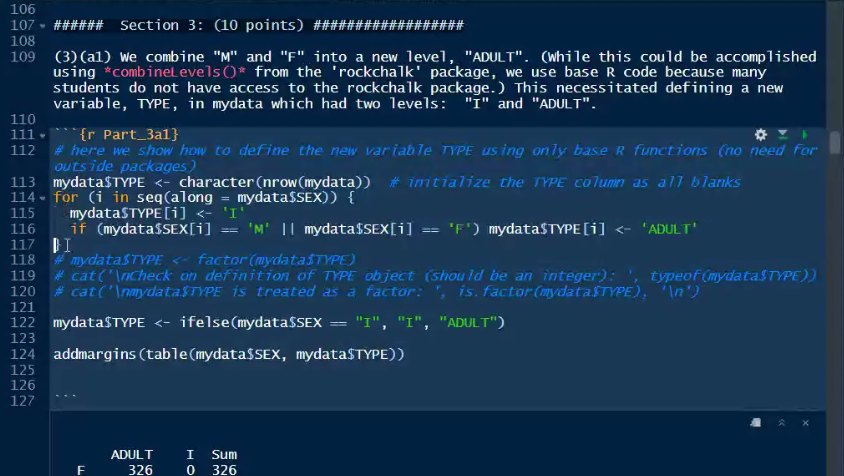 106
107 ###### Section 3: (10 points) ##################
108
109 (3)(a1) We combine "M" and "F" into a new level, "ADULT". (While this could be accomplished
using *combineLevels()* from the 'rockchalk' package, we use base R code because many
students do not have access to the rockchalk package.) This necessitated defining a new
variable, TYPE, in mydata which had two levels: "I" and "ADULT".
110
111 ```{r Part_3a1}
112 # here we show how to define the new variable TYPE using only base R functions (no need for
outside packages)
113 mydata$TYPE <- character(nrow(mydata)) # initialize the TYPE column as all blanks
114 for (i in seq(along = mydata$SEX)) {
115 mydata$TYPE[i] <- 'I'
116 if (mydata$SEX[i] == 'M' || mydata$SEX[i] == 'F') mydata$TYPE[i] <- 'ADULT'
117 }
118 # mydata$TYPE <- factor(mydata$TYPE)
119 # cat('\nCheck on definition of TYPE object (should be an integer): ', typeof(mydata$TYPE))
120 # cat('\nmydata$TYPE is treated as a factor: ', is.factor(mydata$TYPE), '\n')
121
122 mydata$TYPE <- ifelse(mydata$SEX == "I", "I", "ADULT")
123
124 addmargins(table(mydata$SEX, mydata$TYPE))
125
126
127 ```
ADULT I Sum
F 326 0 326